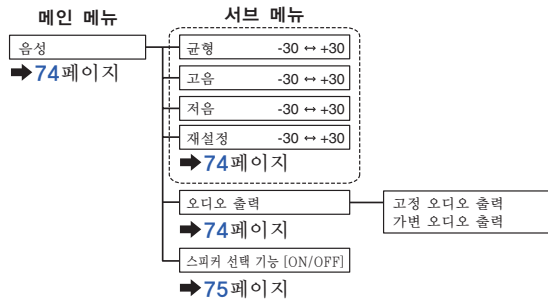 메인 메뉴
서브 메뉴
음성
➡74페이지
균형 -30 ↔ +30
고음 -30 ↔ +30
저음 -30 ↔ +30
재설정 -30 ↔ +30
➡74페이지
오디오 출력
➡74페이지
고정 오디오 출력
가변 오디오 출력
스피커 선택 기능 [ON/OFF]
➡75페이지